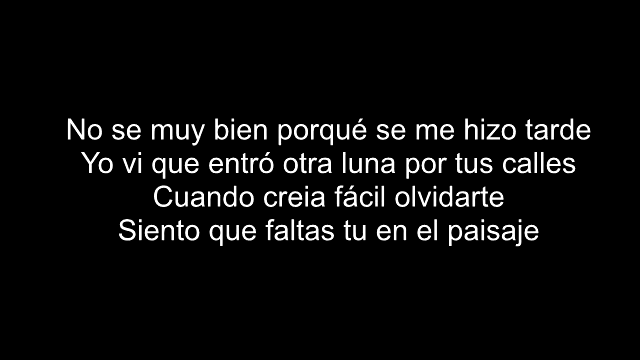 No se muy bien porqué se me hizo tarde
Yo vi que entró otra luna por tus calles
Cuando creia fácil olvidarte
Siento que faltas tu en el paisaje